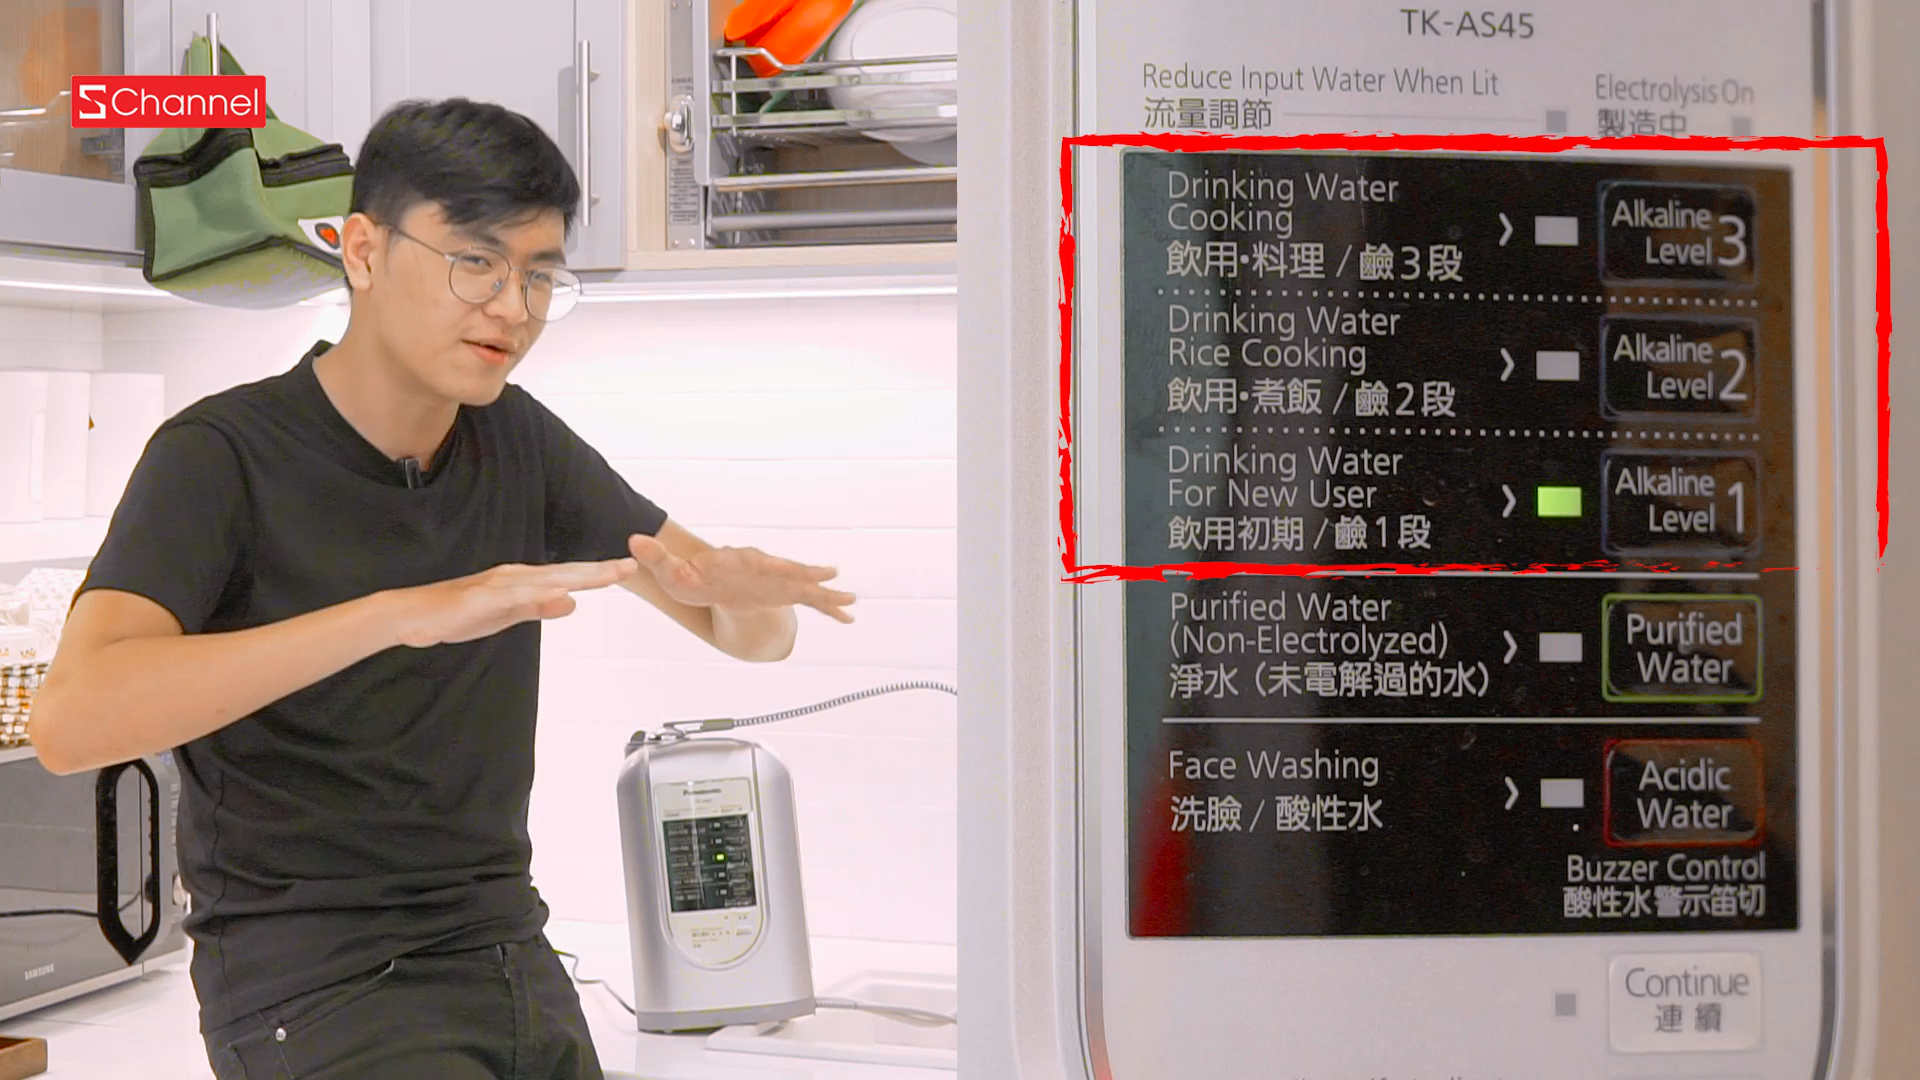 S Channel
SAMSUNG
Panasonic
TK-AS45
Reduce Input Water When Lit
流量調節
Electrolysis On
製造中
Drinking Water
Cooking
飲用•料理 / 鹼3段
Alkaline
Level 3
Drinking Water
Rice Cooking
飲用•煮飯 / 鹼2段
Alkaline
Level 2
Drinking Water
For New User
飲用初期 / 鹼1段
Alkaline
Level 1
Purified Water
(Non-Electrolyzed)
淨水 (未電解過的水)
Purified
Water
Face Washing
洗臉 / 酸性水
Acidic
Water
Buzzer Control
酸性水警示笛切
Continue
連續